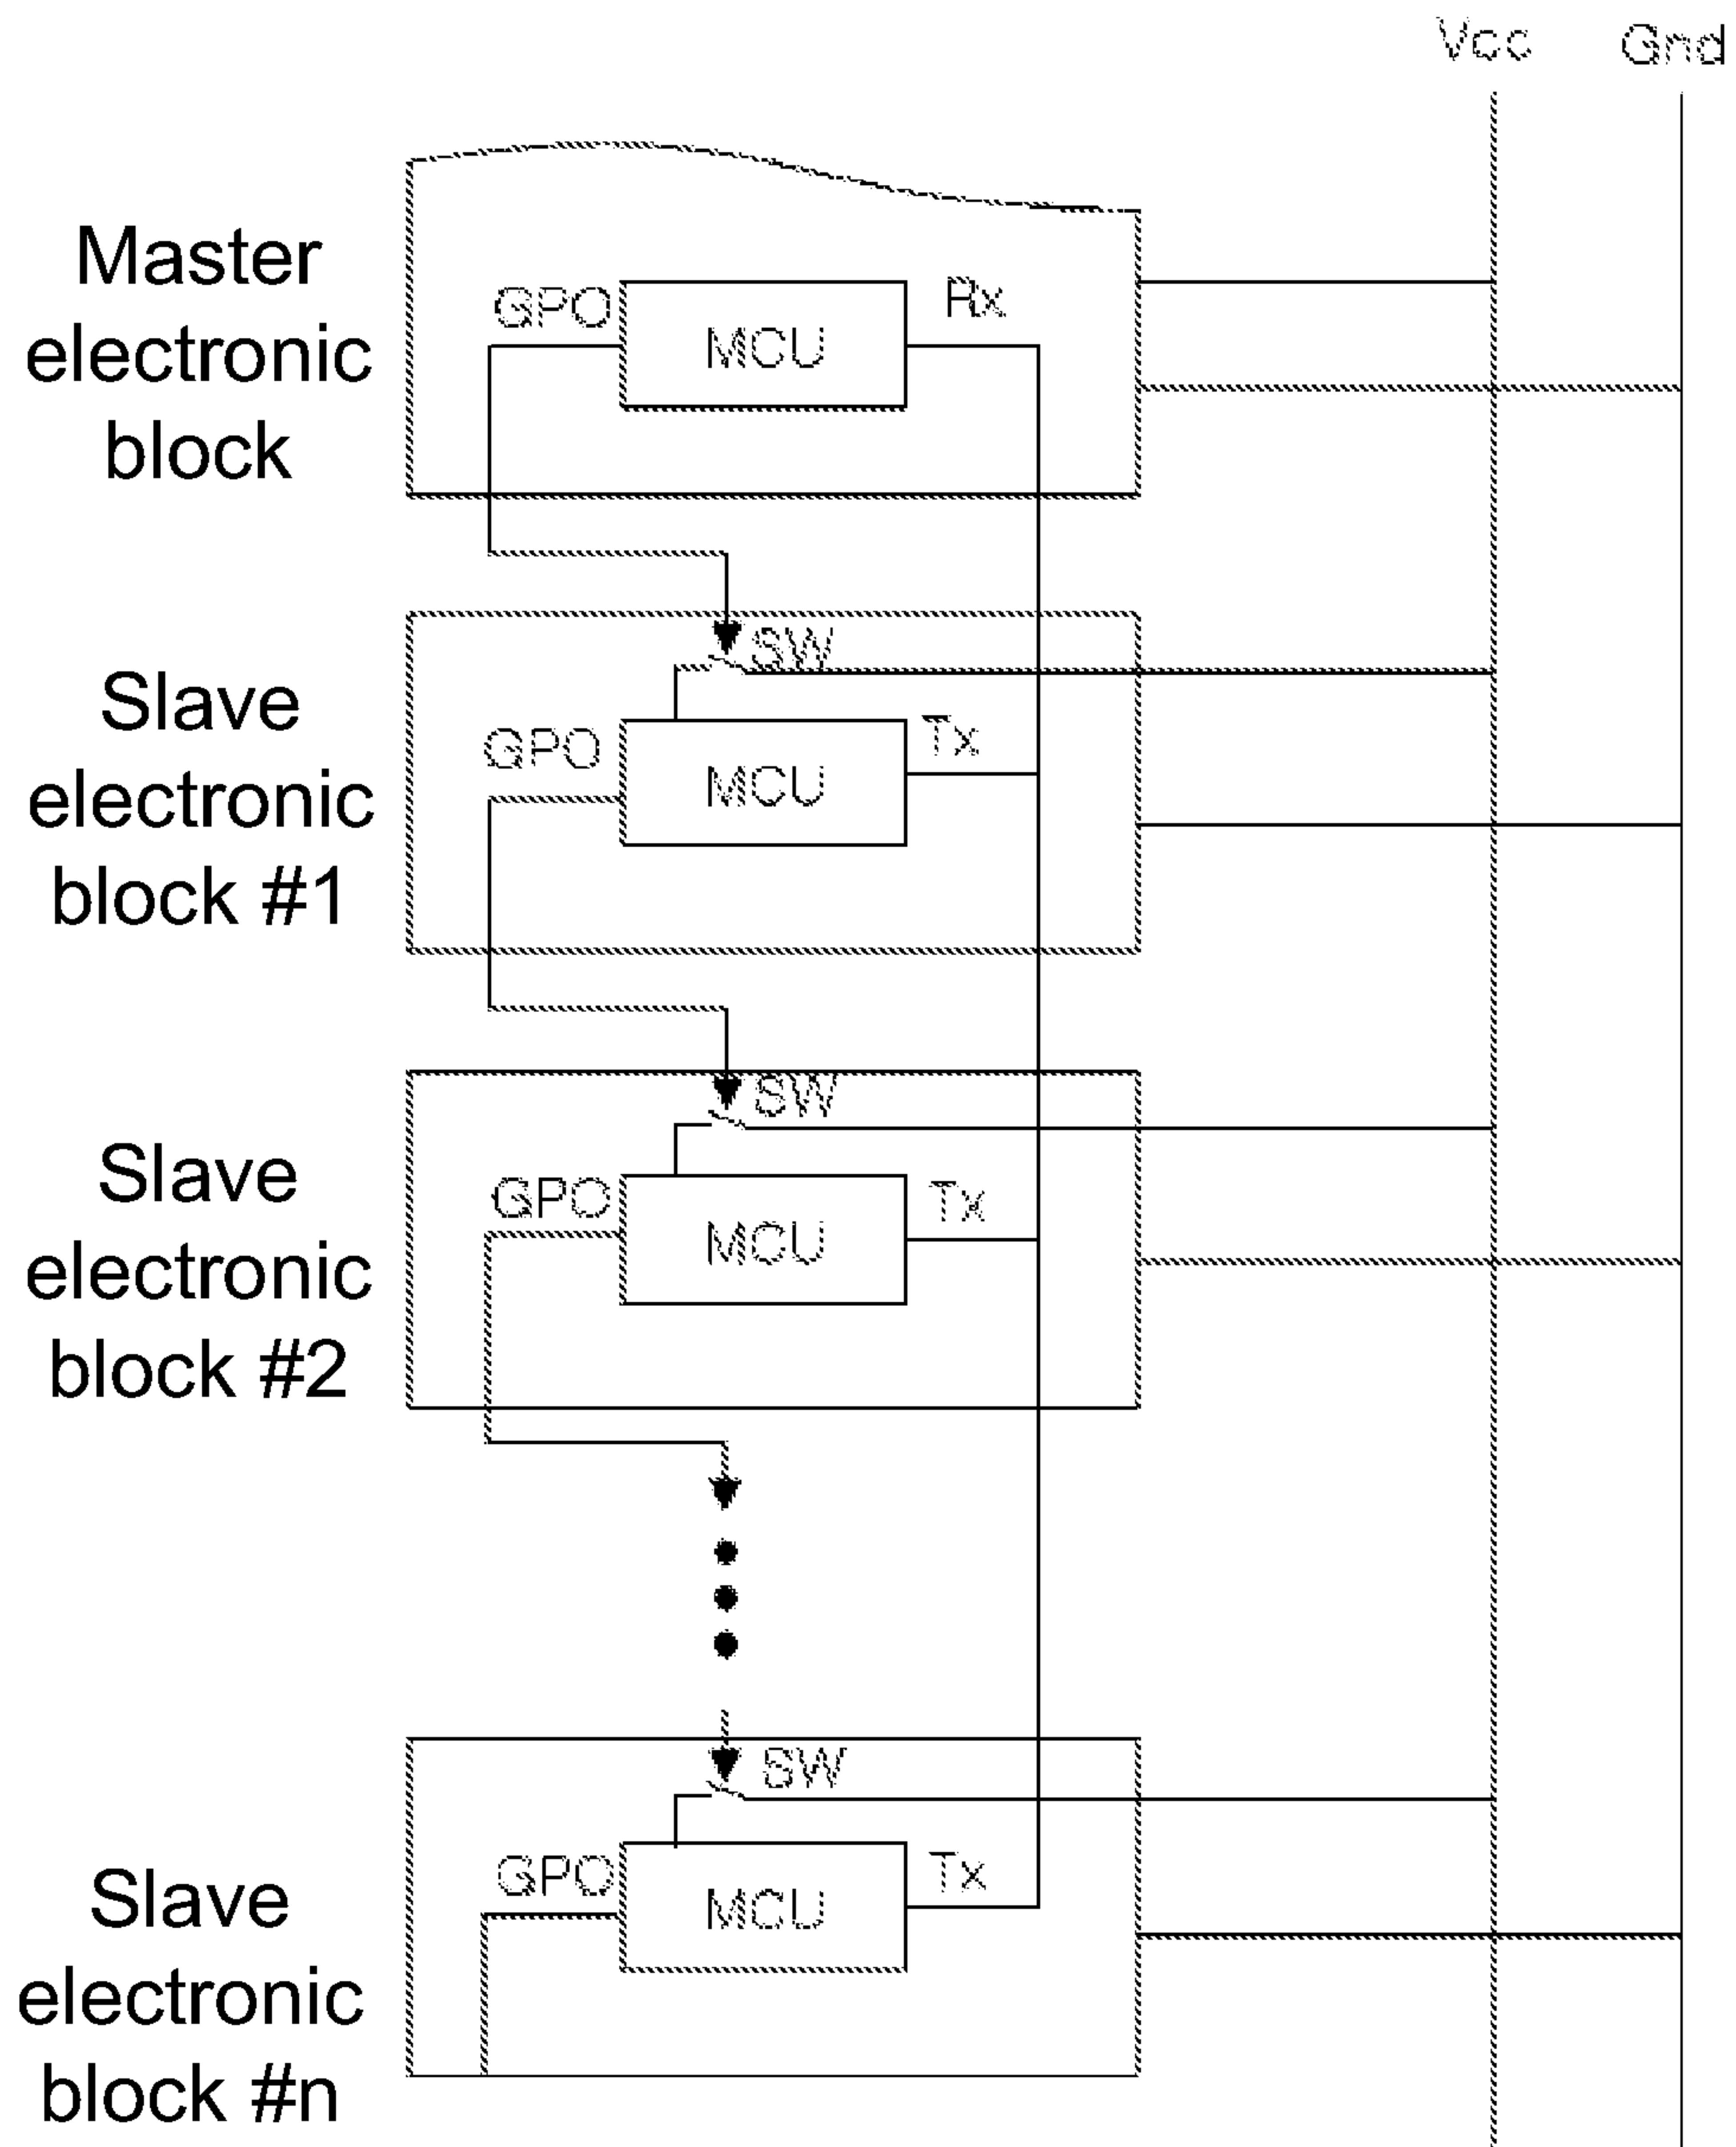 Vcc Gnd
Master
electronic
block
GPO Rx
MCU
SW
Slave
electronic
block #1
GPO Tx
MCU
SW
Slave
electronic
block #2
GPO Tx
MCU
SW
Slave
electronic
block #n
GPO Tx
MCU